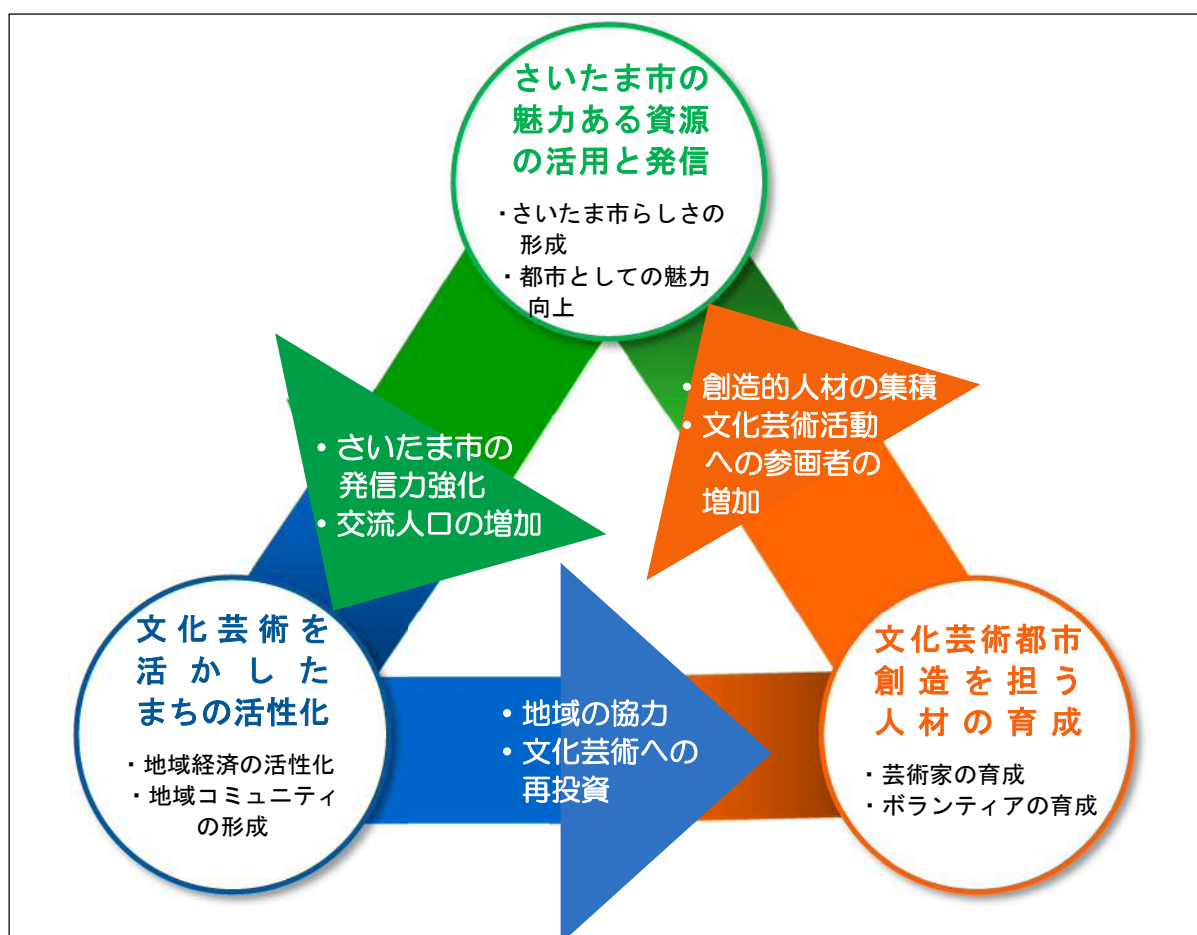 さいたま市の
魅力ある資源
の活用と発信
・さいたま市らしさの
形成
・都市としての魅力
向上
・創造的人材の集積
・文化芸術活動
への参画者の
増加
・さいたま市の
発信力強化
・交流人口の増加
文化芸術を
活かした
まちの活性化
・地域経済の活性化
・地域コミュニティ
の形成
・地域の協力
・文化芸術への
再投資
文化芸術都市
創造を担う
人材の育成
・芸術家の育成
・ボランティアの育成